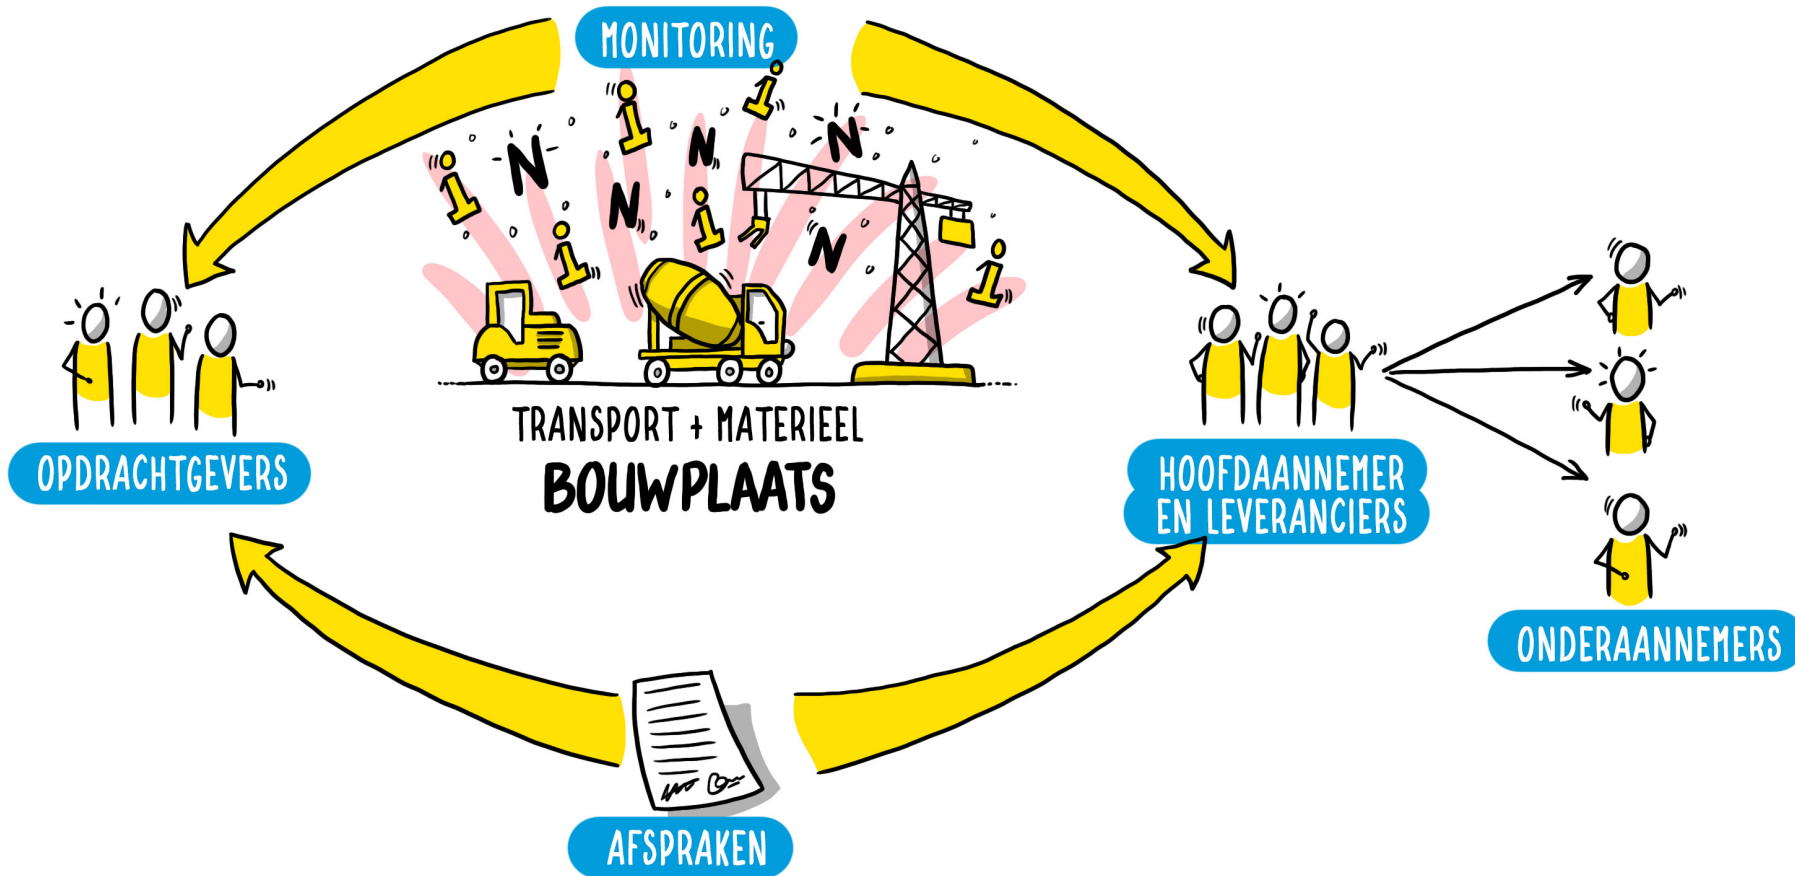 MONITORING
i i
i N N N
N i
i N i
TRANSPORT + MATERIEEL
BOUWPLAATS
OPDRACHTGEVERS
HOOFDAANNEMER
EN LEVERANCIERS
ONDERAANNEMERS
AFSPRAKEN